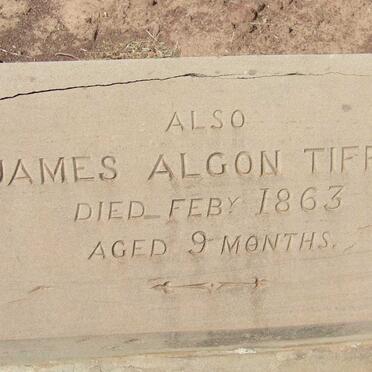 ALSO
JAMES ALGON
DIED FEBY 1863
AGED 9 MONTHS.